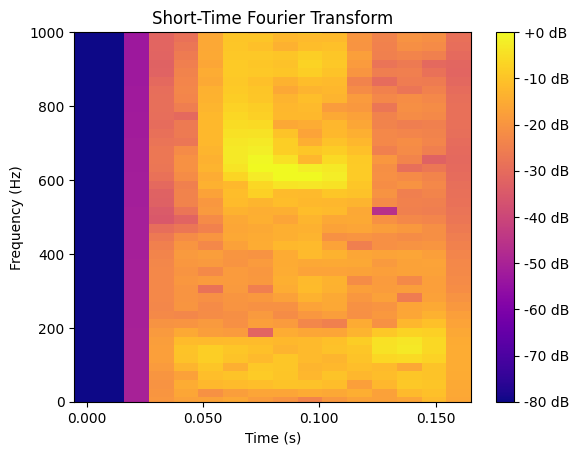 Short-Time Fourier Transform
1000
800
600
400
200
0
Frequency (Hz)
0.000
0.050
0.100
0.150
Time (s)
+0 dB
-10 dB
-20 dB
-30 dB
-40 dB
-50 dB
-60 dB
-70 dB
-80 dB